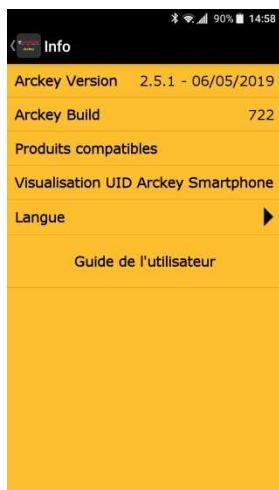 90% 14:58
Info
Arckey Version 2.5.1 - 06/05/2019
Arckey Build 722
Produits compatibles
Visualisation UID Arckey Smartphone
Langue
Guide de l'utilisateur